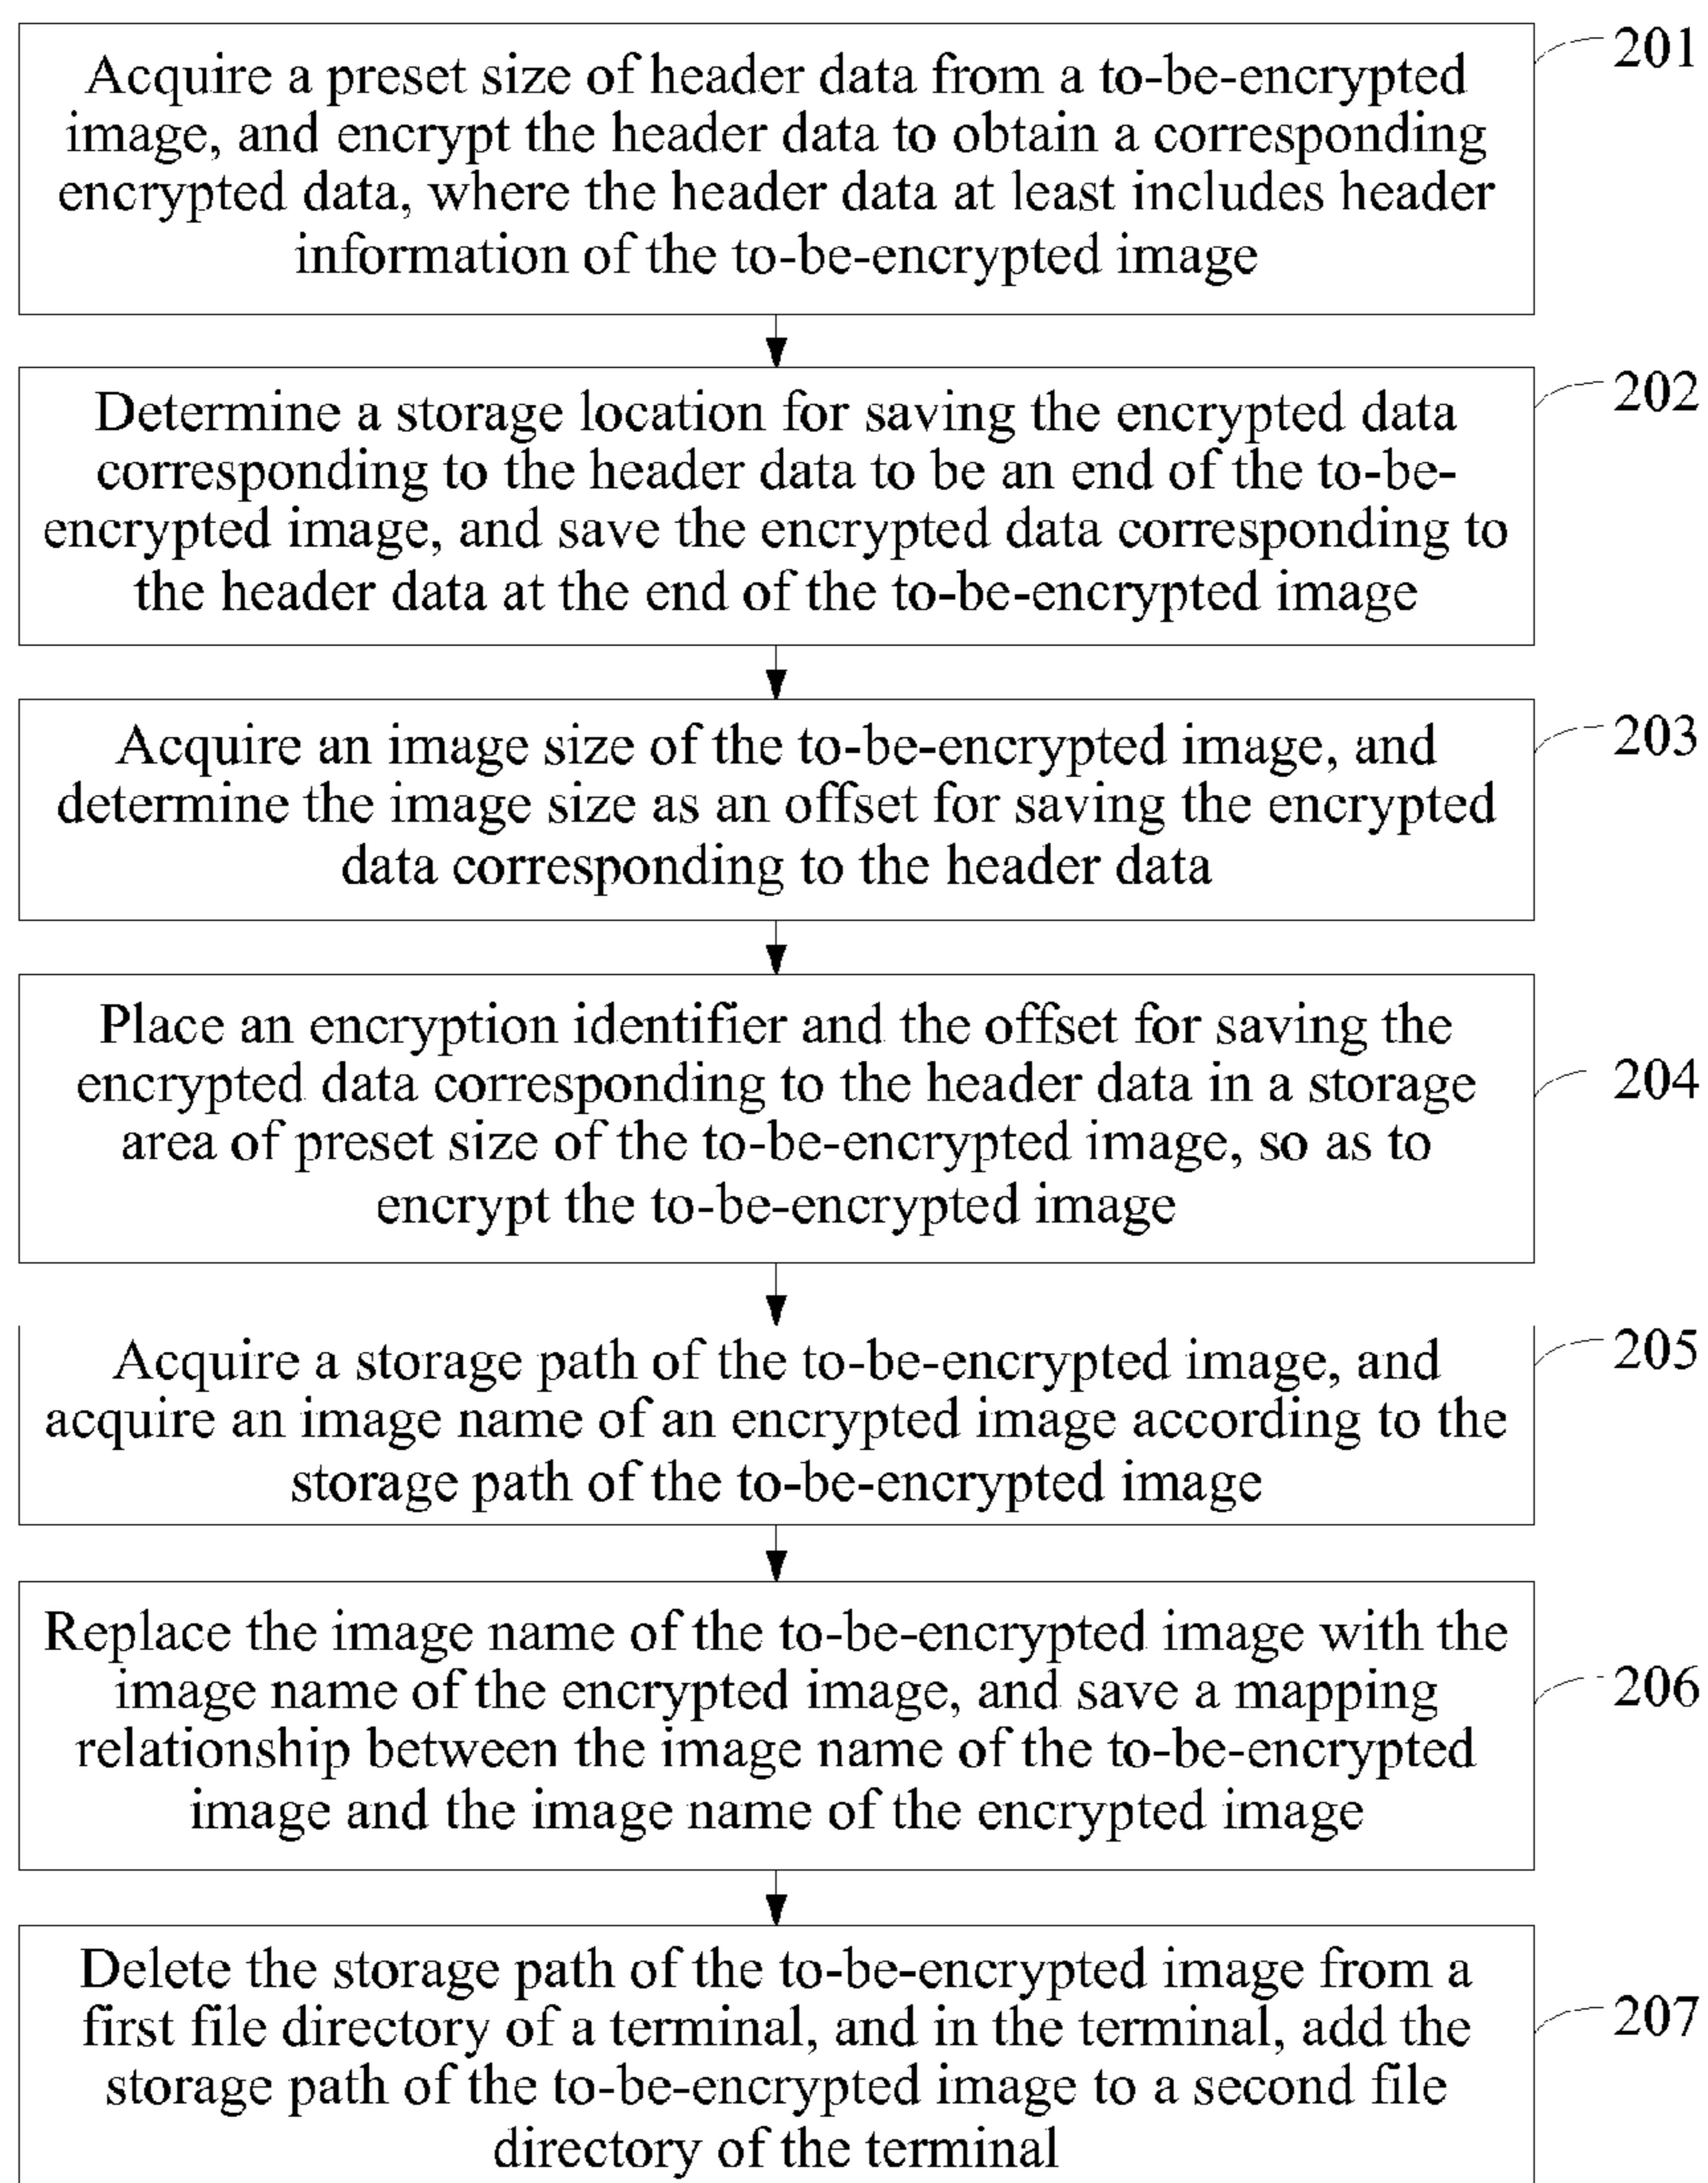 201
Acquire a preset size of header data from a to-be-encrypted
image, and encrypt the header data to obtain a corresponding
encrypted data, where the header data at least includes header
information of the to-be-encrypted image
202
Determine a storage location for saving the encrypted data
corresponding to the header data to be an end of the to-be-
encrypted image, and save the encrypted data corresponding to
the header data at the end of the to-be-encrypted image
203
Acquire an image size of the to-be-encrypted image, and
determine the image size as an offset for saving the encrypted
data corresponding to the header data
204
Place an encryption identifier and the offset for saving the
encrypted data corresponding to the header data in a storage
area of preset size of the to-be-encrypted image, so as to
encrypt the to-be-encrypted image
205
Acquire a storage path of the to-be-encrypted image, and
acquire an image name of an encrypted image according to the
storage path of the to-be-encrypted image
206
Replace the image name of the to-be-encrypted image with the
image name of the encrypted image, and save a mapping
relationship between the image name of the to-be-encrypted
image and the image name of the encrypted image
207
Delete the storage path of the to-be-encrypted image from a
first file directory of a terminal, and in the terminal, add the
storage path of the to-be-encrypted image to a second file
directory of the terminal